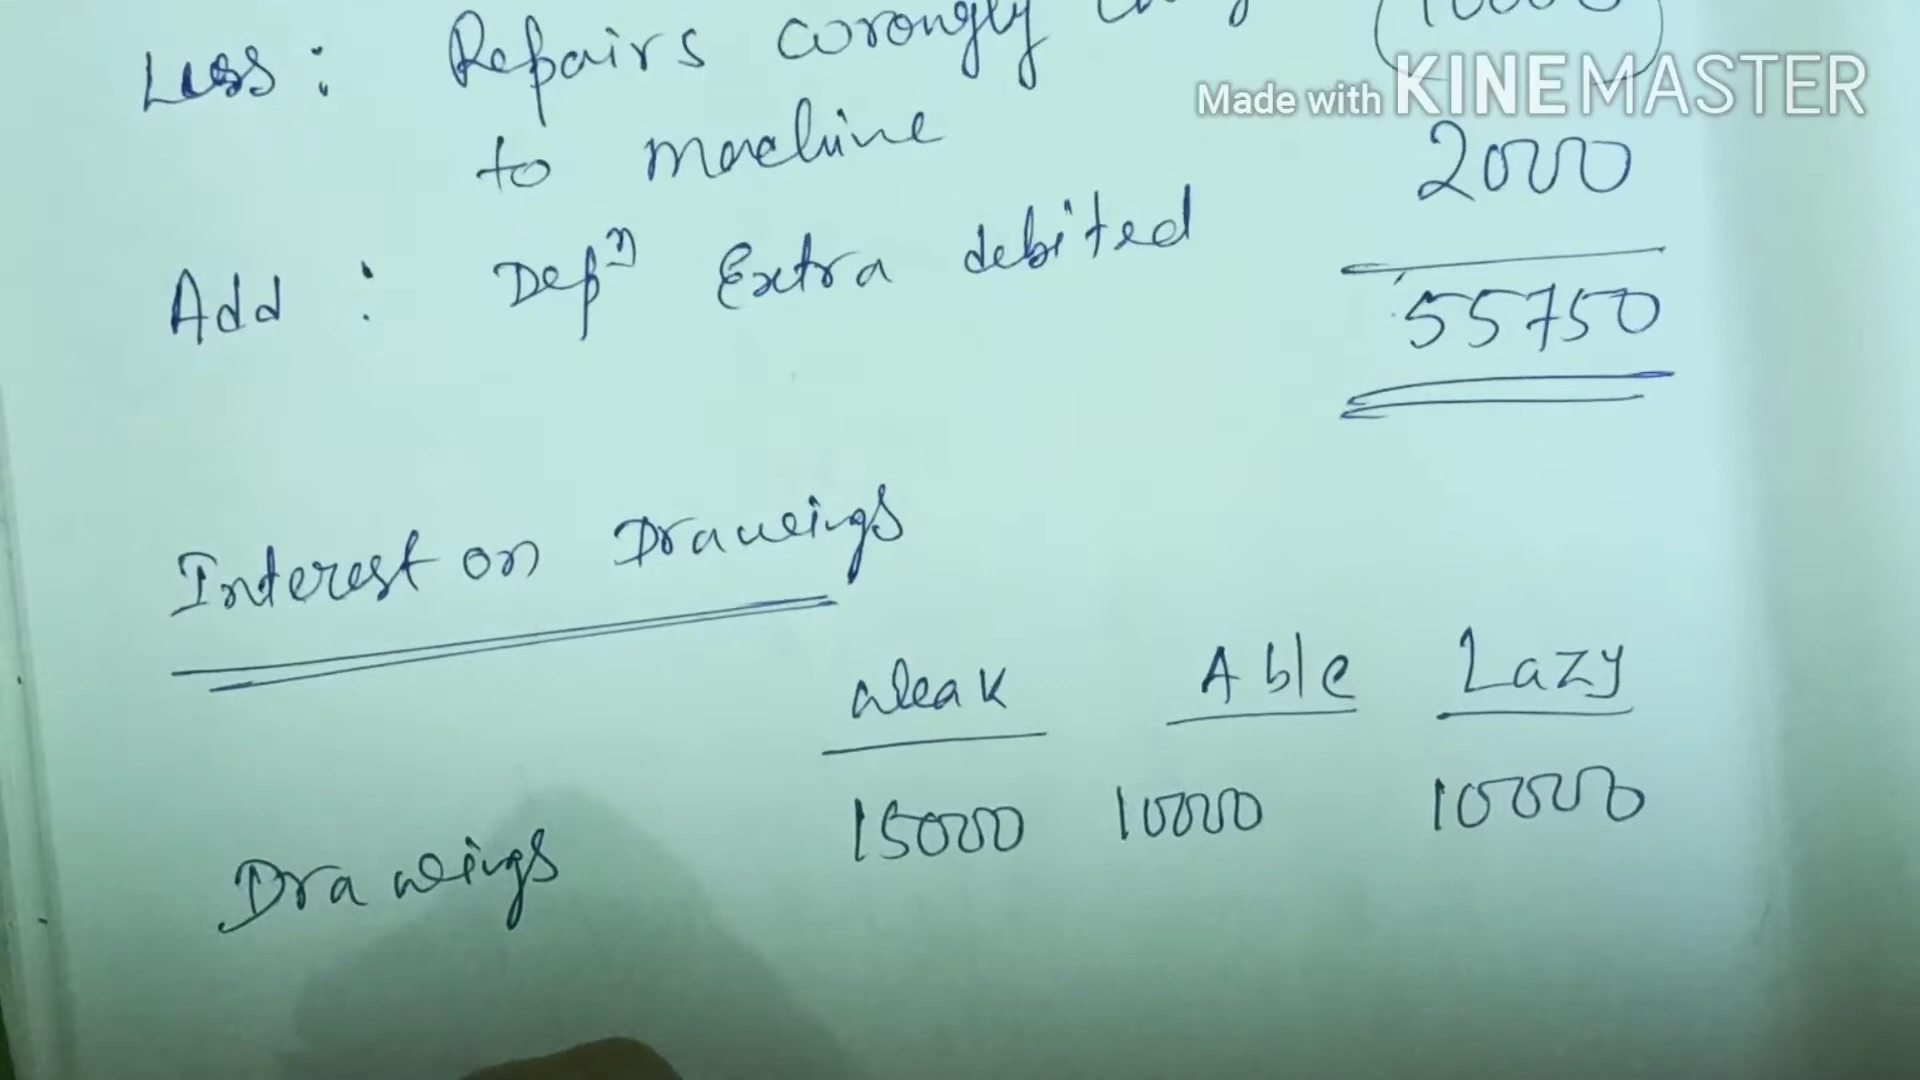 Less : Repairs wrongly
Made with KINEMASTER
to machine
2000
Add : Depn Extra debited
55750
Interest on Drawings
Weak Able Lazy
Drawings 15000 10000 10000